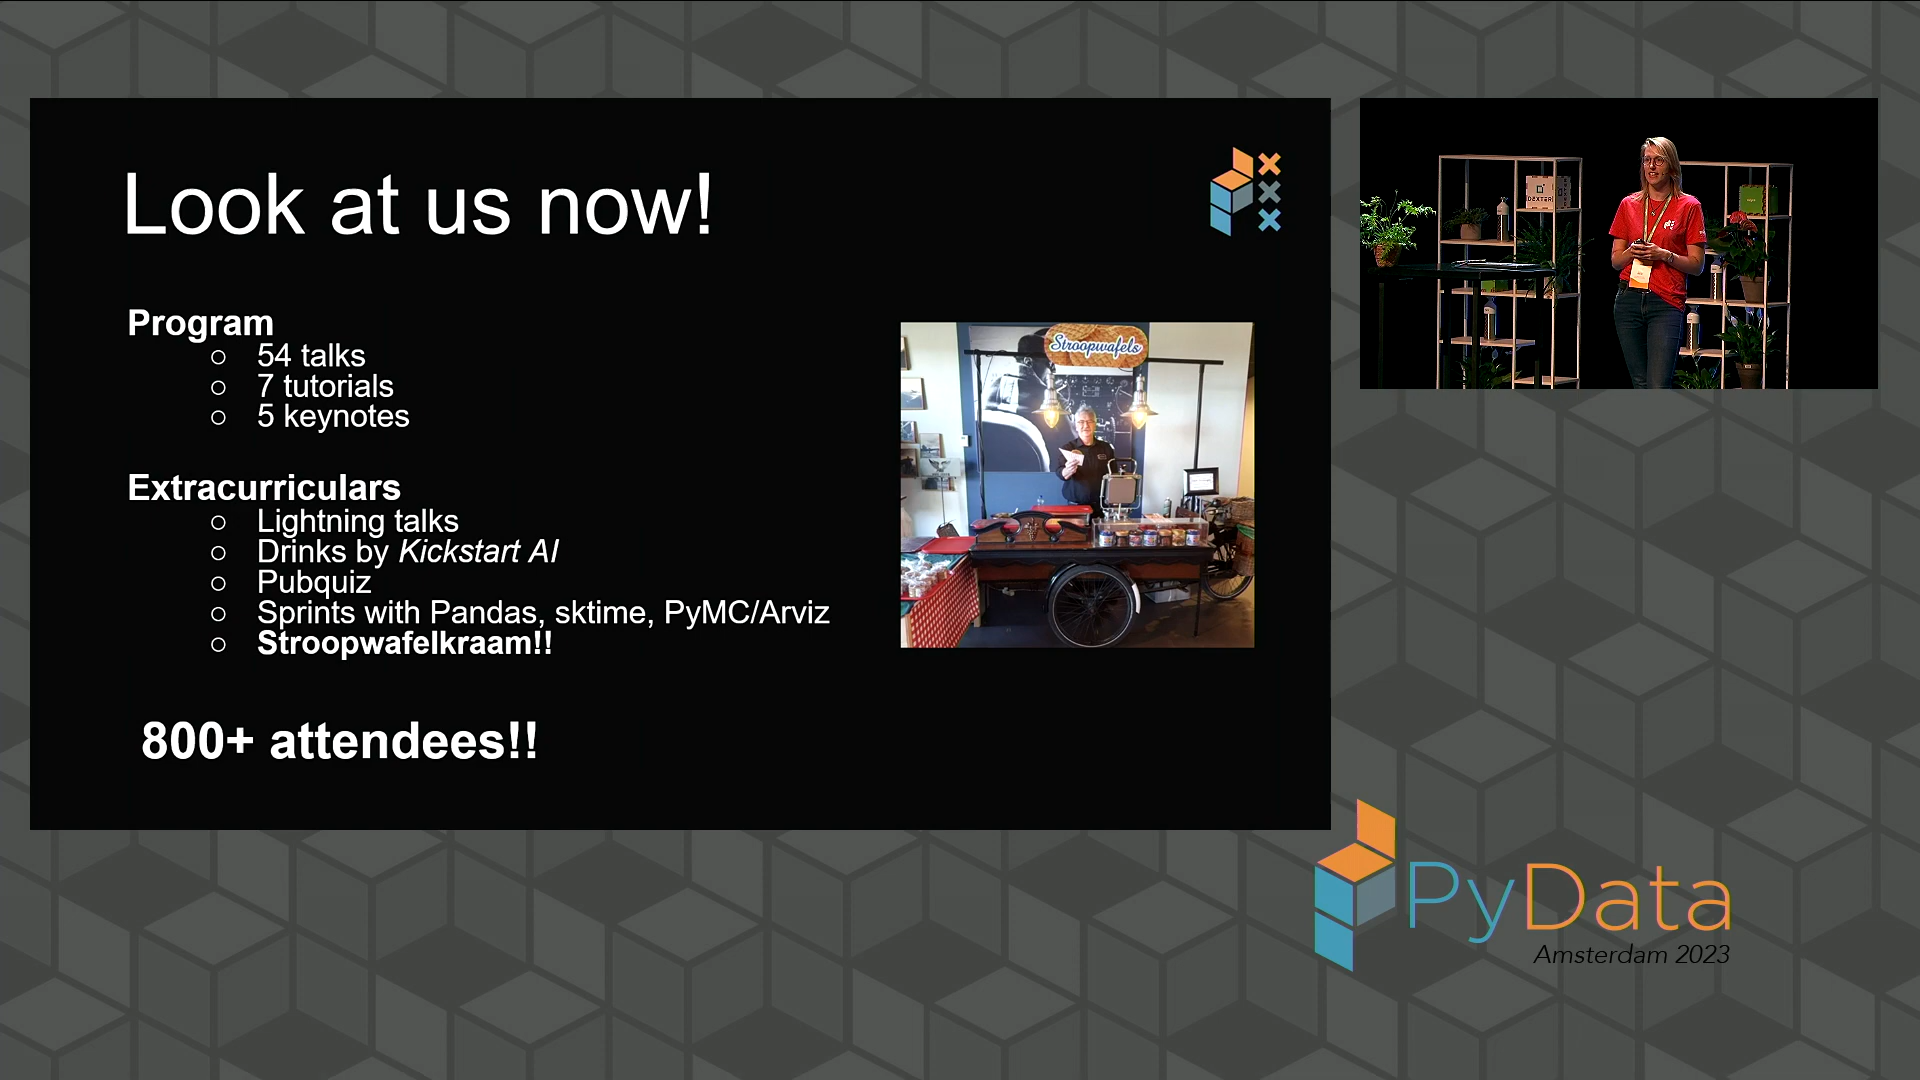 Look at us now!
Program
54 talks
7 tutorials
5 keynotes
Extracurriculars
Lightning talks
Drinks by Kickstart AI
Pubquiz
Sprints with Pandas, sktime, PyMC/Arviz
Stroopwafelkraam!!
800+ attendees!!
Stroopwafels
DEXTER
PyData
Amsterdam 2023